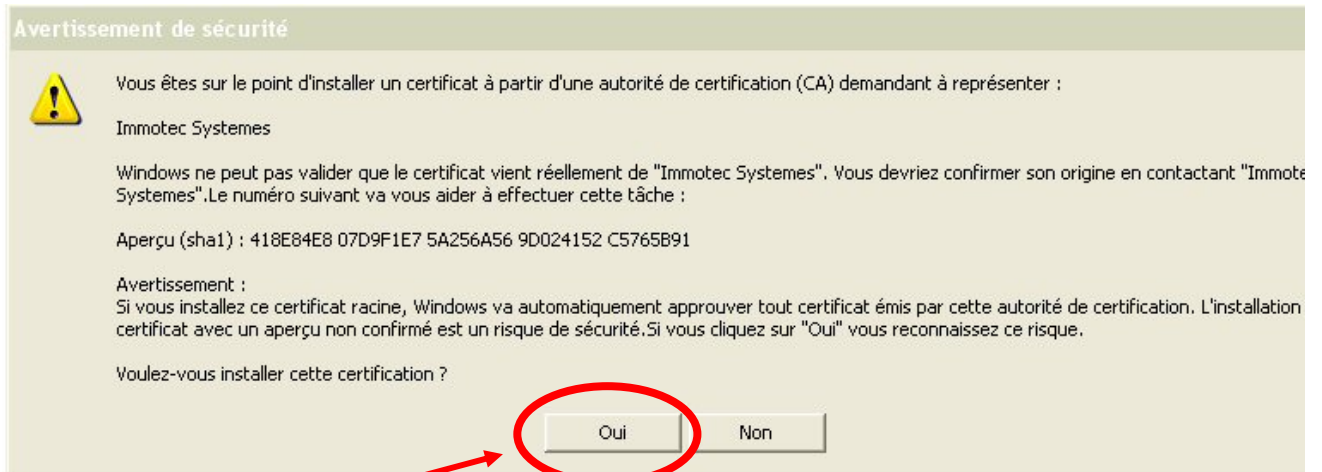 Avertissement de sécurité
Vous êtes sur le point d'installer un certificat à partir d'une autorité de certification (CA) demandant à représenter :
Immotec Systemes
Windows ne peut pas valider que le certificat vient réellement de "Immotec Systemes". Vous devriez confirmer son origine en contactant "Immote
Systemes".Le numéro suivant va vous aider à effectuer cette tâche :
Aperçu (sha1) : 418E84E8 07D9F1E7 5A256A56 9D024152 C5765B91
Avertissement :
Si vous installez ce certificat racine, Windows va automatiquement approuver tout certificat émis par cette autorité de certification. L'installation
certificat avec un aperçu non confirmé est un risque de sécurité.Si vous cliquez sur "Oui" vous reconnaissez ce risque.
Voulez-vous installer cette certification ?
Oui Non